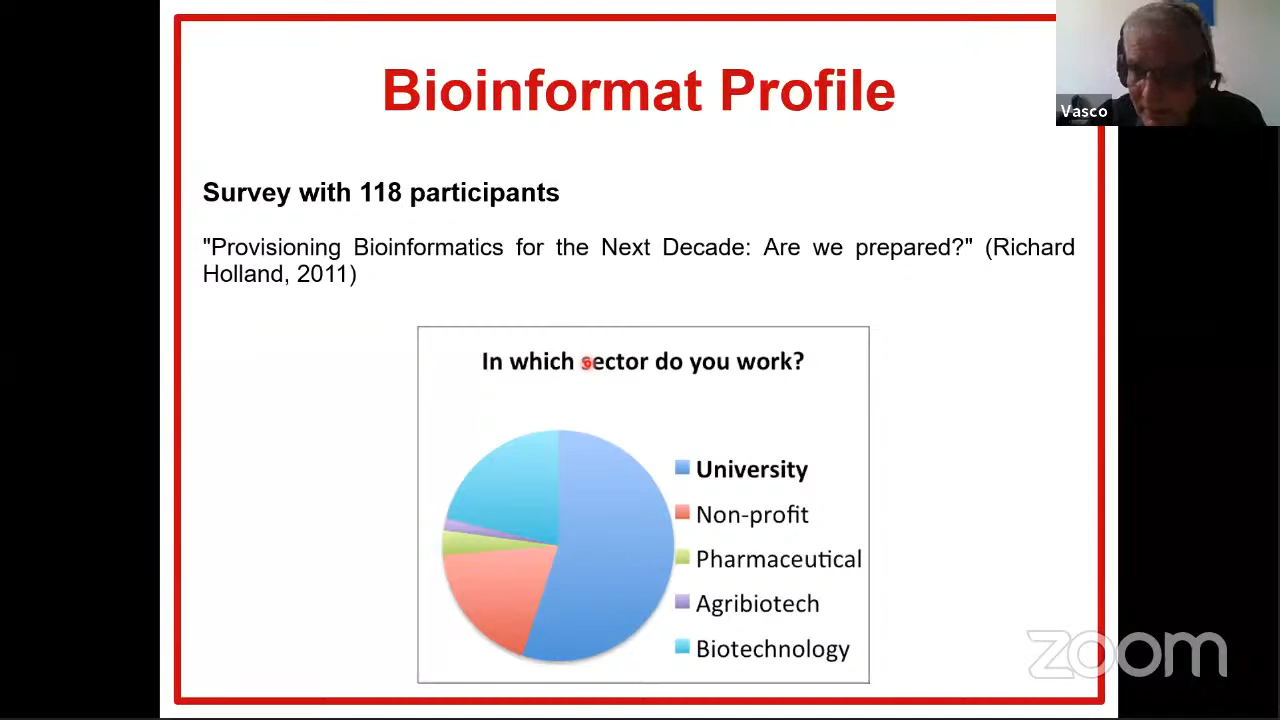 Bioinformat Profile
Vasco
Survey with 118 participants
"Provisioning Bioinformatics for the Next Decade: Are we prepared?" (Richard
Holland, 2011)
In which sector do you work?
University
Non-profit
Pharmaceutical
Agribiotech
Biotechnology
zoom